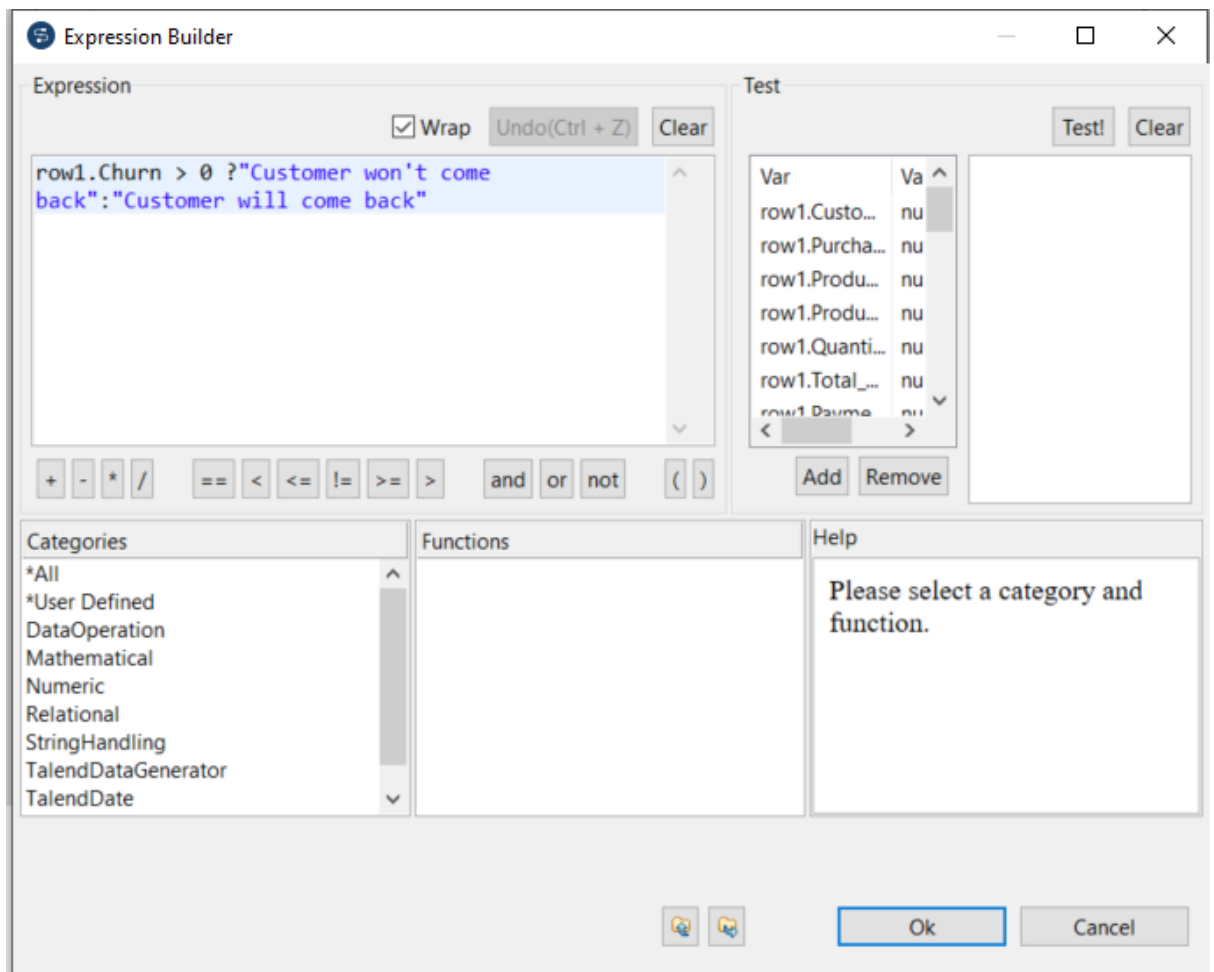 Expression Builder
Expression
Test
Wrap
Undo(Ctrl + Z)
Clear
Test!
Clear
row1.Churn > 0 ?"Customer won't come
back":"Customer will come back"
Var Va
row1.Custo... nu
row1.Purcha... nu
row1.Produ... nu
row1.Produ... nu
row1.Quanti... nu
row1.Total_... nu
row1.Payme nu
+ - * / == < <= != >= > and or not ( )
Add Remove
Categories
*All
*User Defined
DataOperation
Mathematical
Numeric
Relational
StringHandling
TalendDataGenerator
TalendDate
Functions
Help
Please select a category and
function.
Ok
Cancel